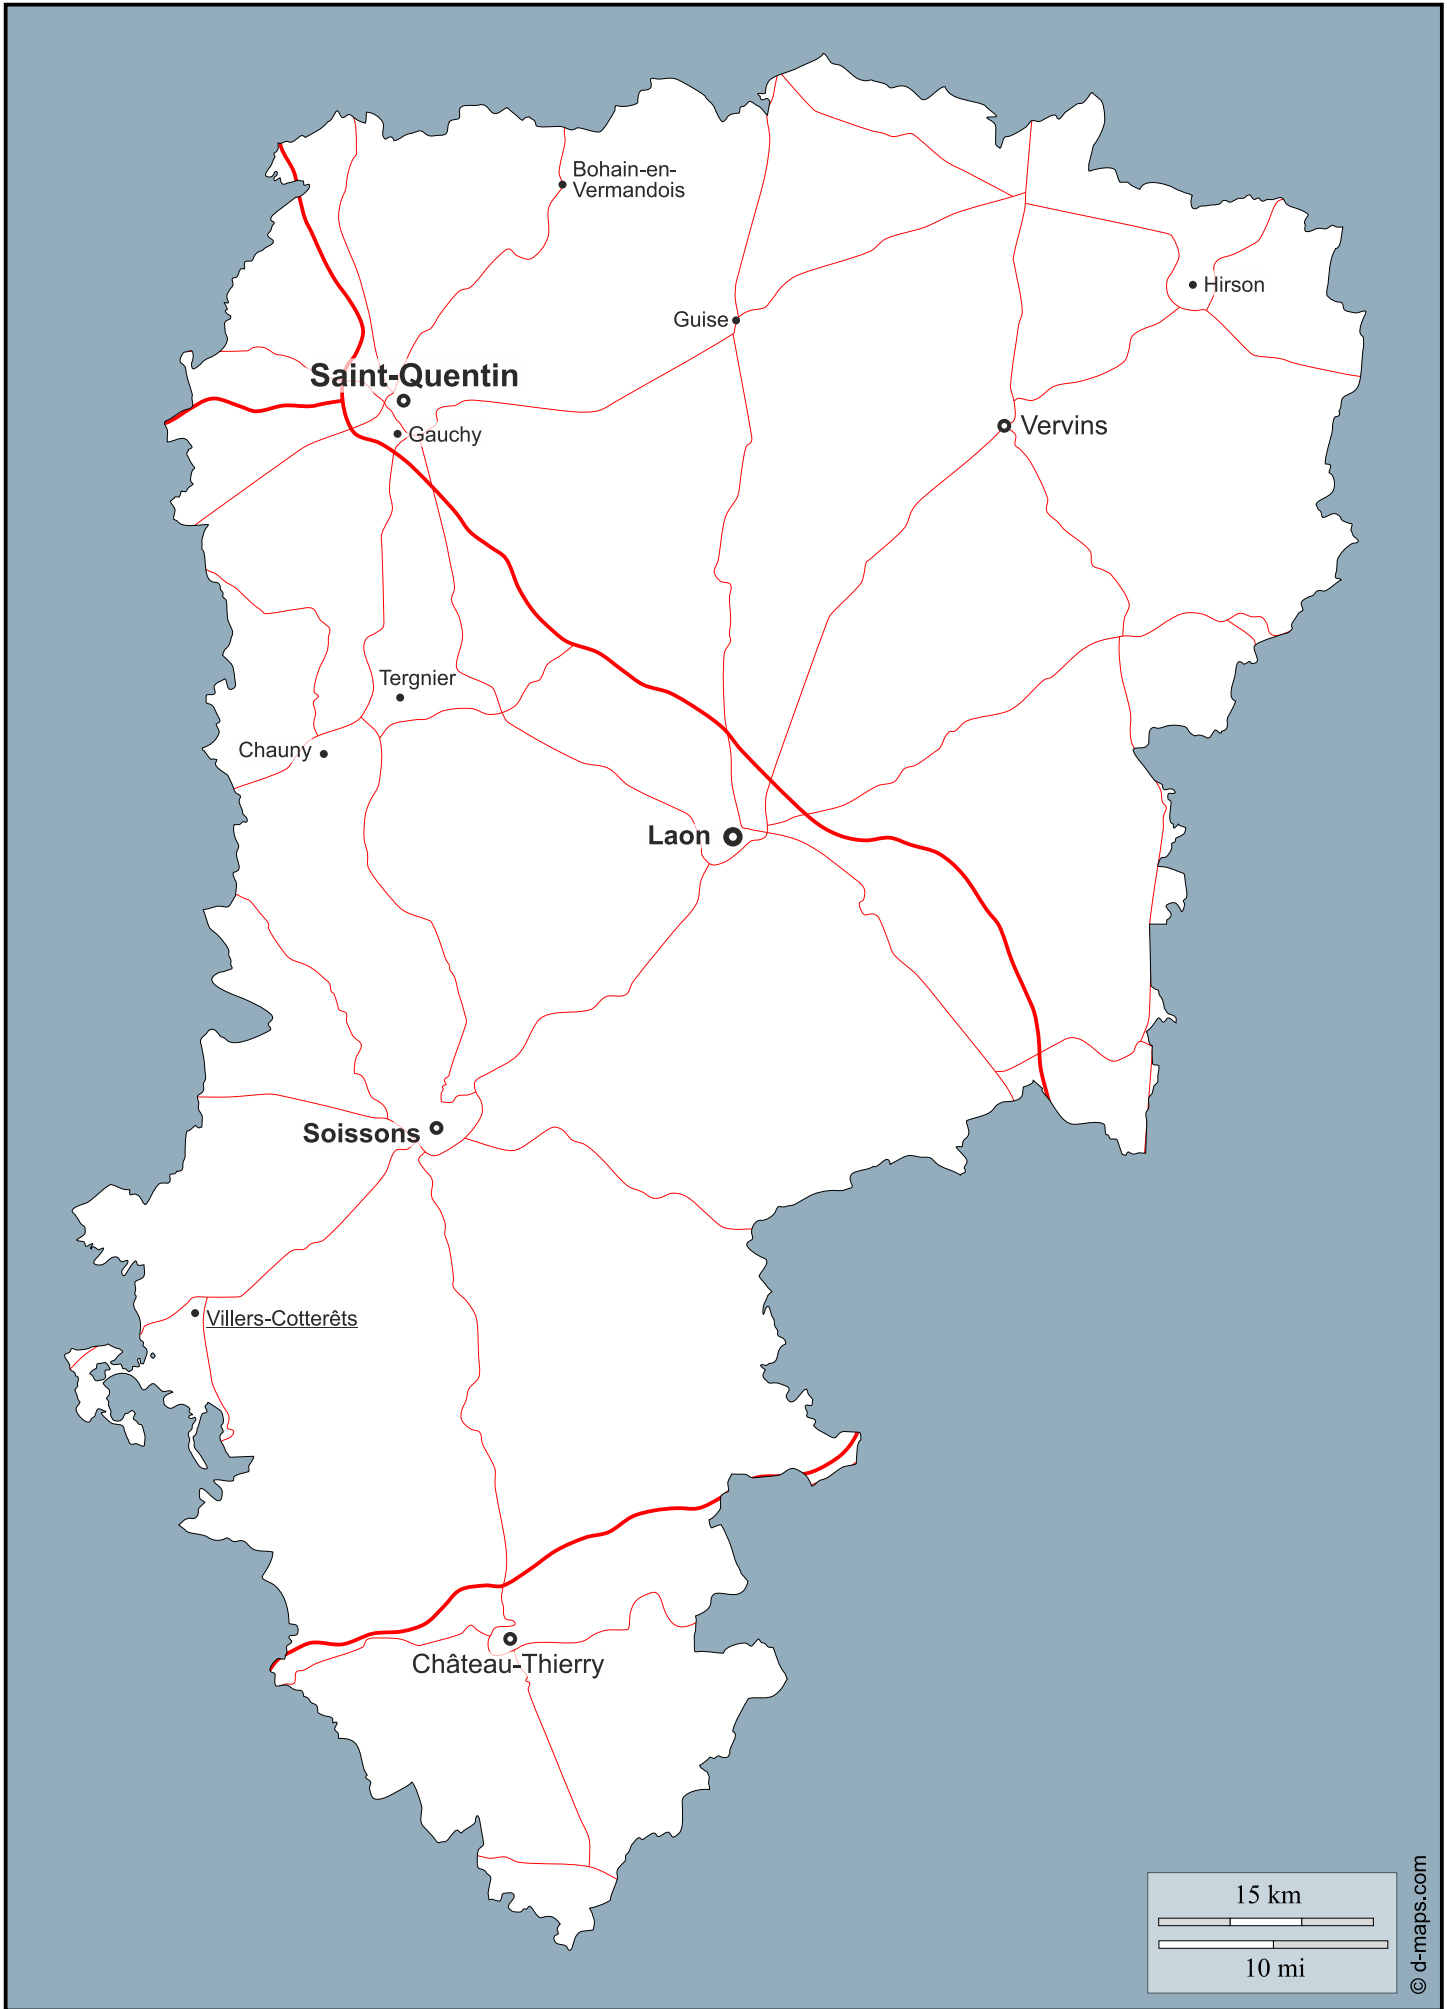 Bohain-en-
Vermandois
Hirson
Guise
Saint-Quentin
Gauchy
Vervins
Tergnier
Chauny
Laon
Soissons
Villers-Cotterêts
Château-Thierry
15 km
10 mi
© d-maps.com